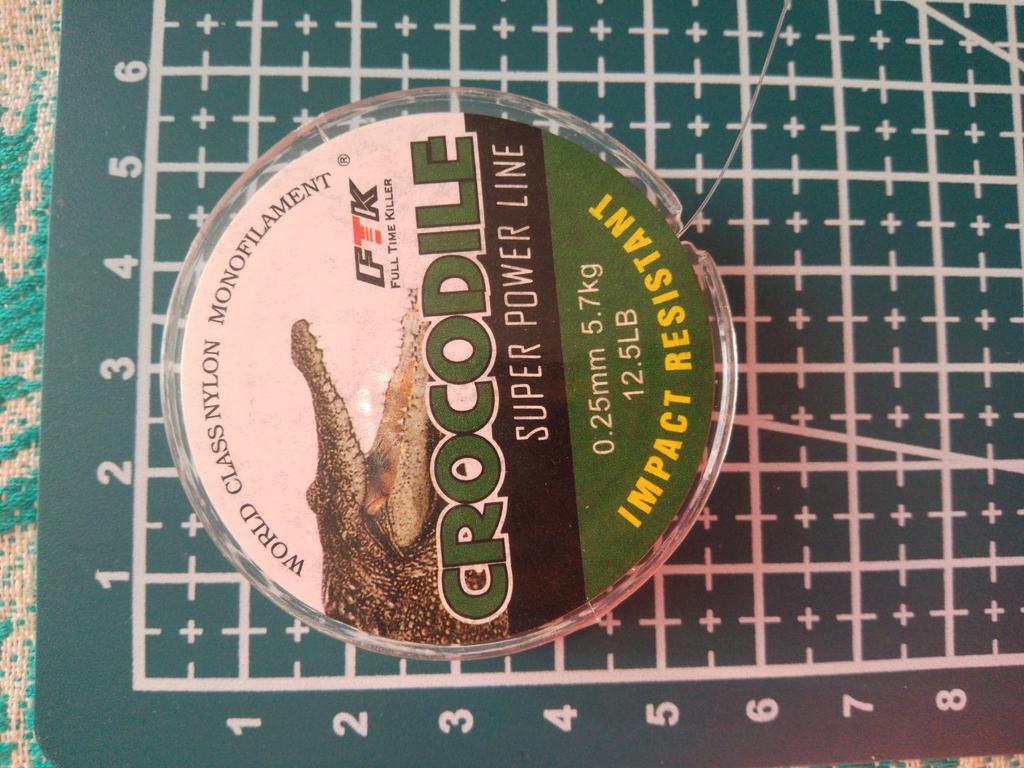 WORLD CLASS NYLON MONOFILAMENT ®
FTK
FULL TIME KILLER
CROCODILE
SUPER POWER LINE
0.25mm 5.7kg
12.5LB
IMPACT RESISTANT
6
5
4
3
2
1
1 2 3 4 5 6 7 8